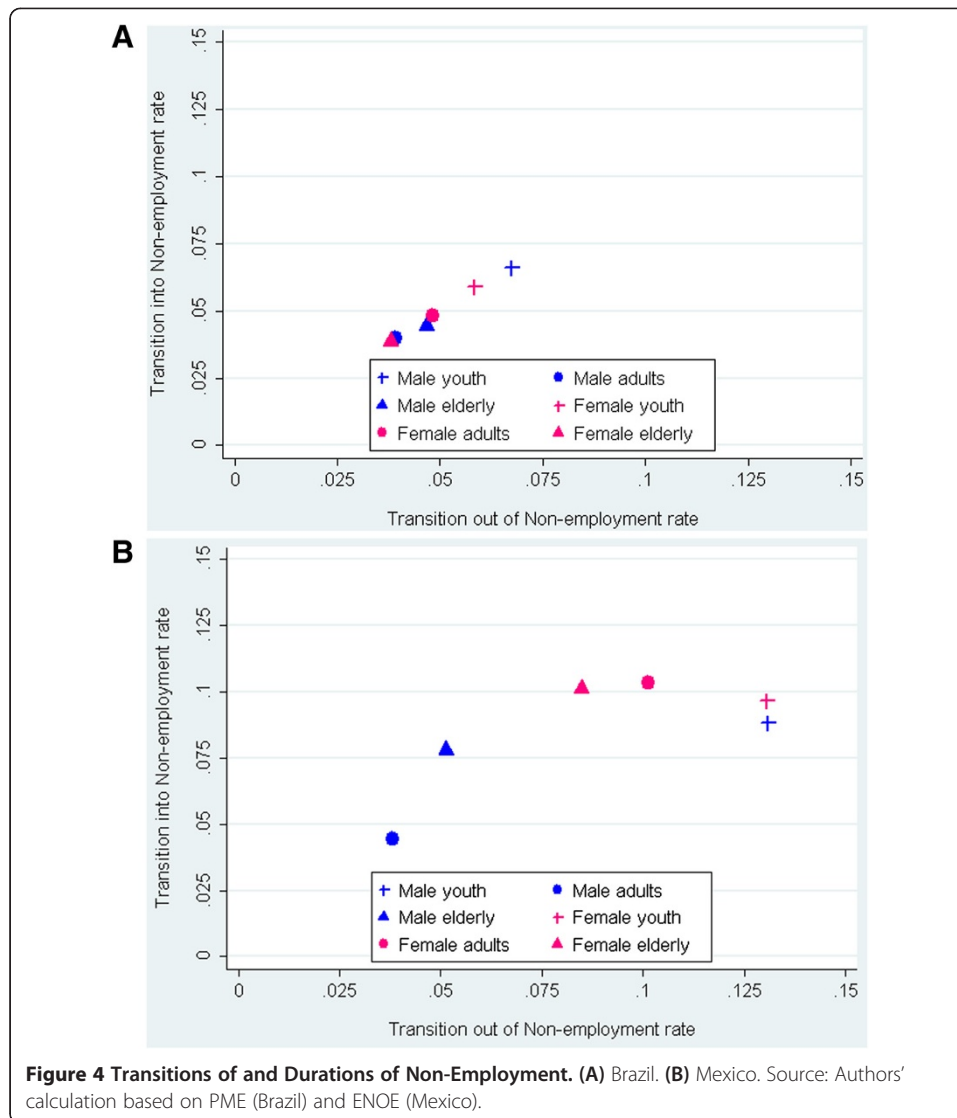 A
Transition into Non-employment rate
.15
.125
.1
.075
.05
.025
0
0 .025 .05 .075 .1 .125 .15
Transition out of Non-employment rate
Male youth Male adults
Male elderly Female youth
Female adults Female elderly
B
Transition into Non-employment rate
.15
.125
.1
.075
.05
.025
0
0 .025 .05 .075 .1 .125 .15
Transition out of Non-employment rate
Male youth Male adults
Male elderly Female youth
Female adults Female elderly
Figure 4 Transitions of and Durations of Non-Employment. (A) Brazil. (B) Mexico. Source: Authors'
calculation based on PME (Brazil) and ENOE (Mexico).